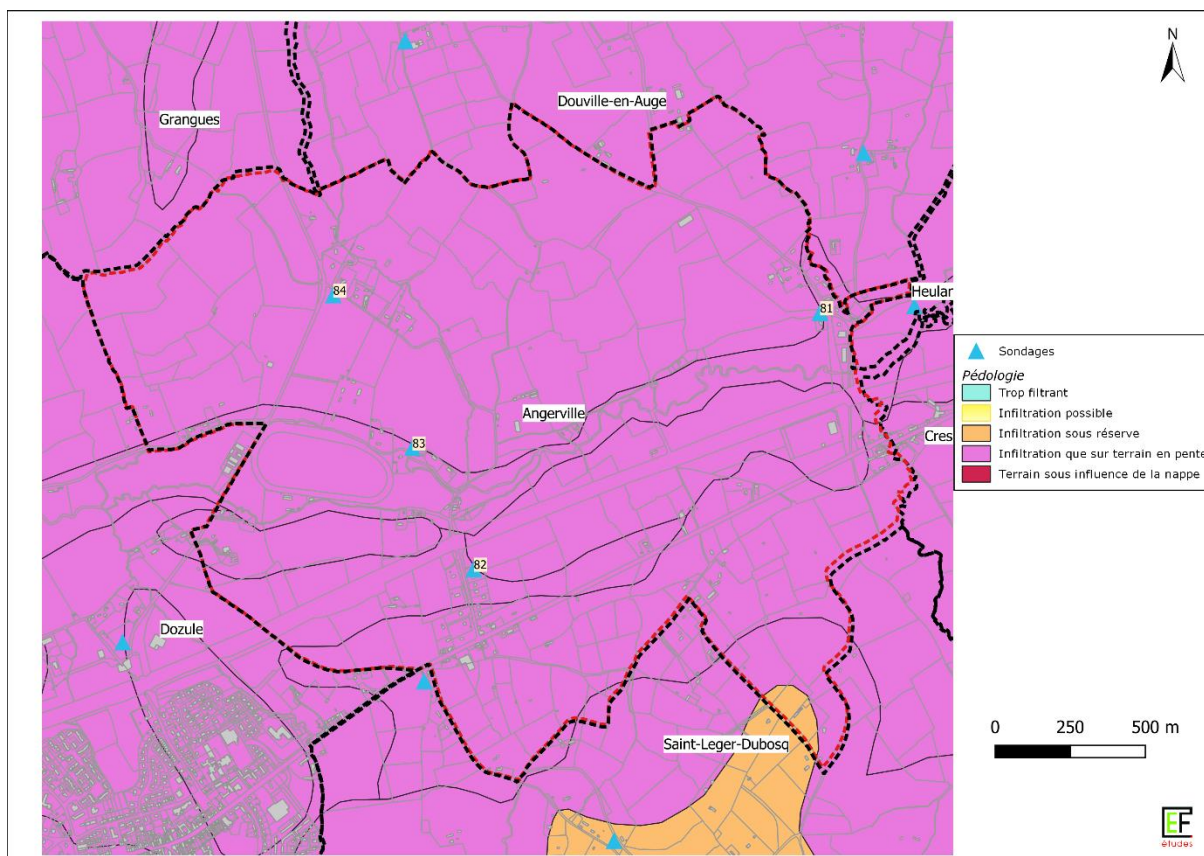 N
Grangues
Douville-en-Auge
84
81
Heular
Angerville
83
Cres
82
Dozule
Saint-Leger-Dubosq
Sondages
Pédologie
Trop filtrant
Infiltration possible
Infiltration sous réserve
Infiltration que sur terrain en pente
Terrain sous influence de la nappe
0 250 500 m
EF
études